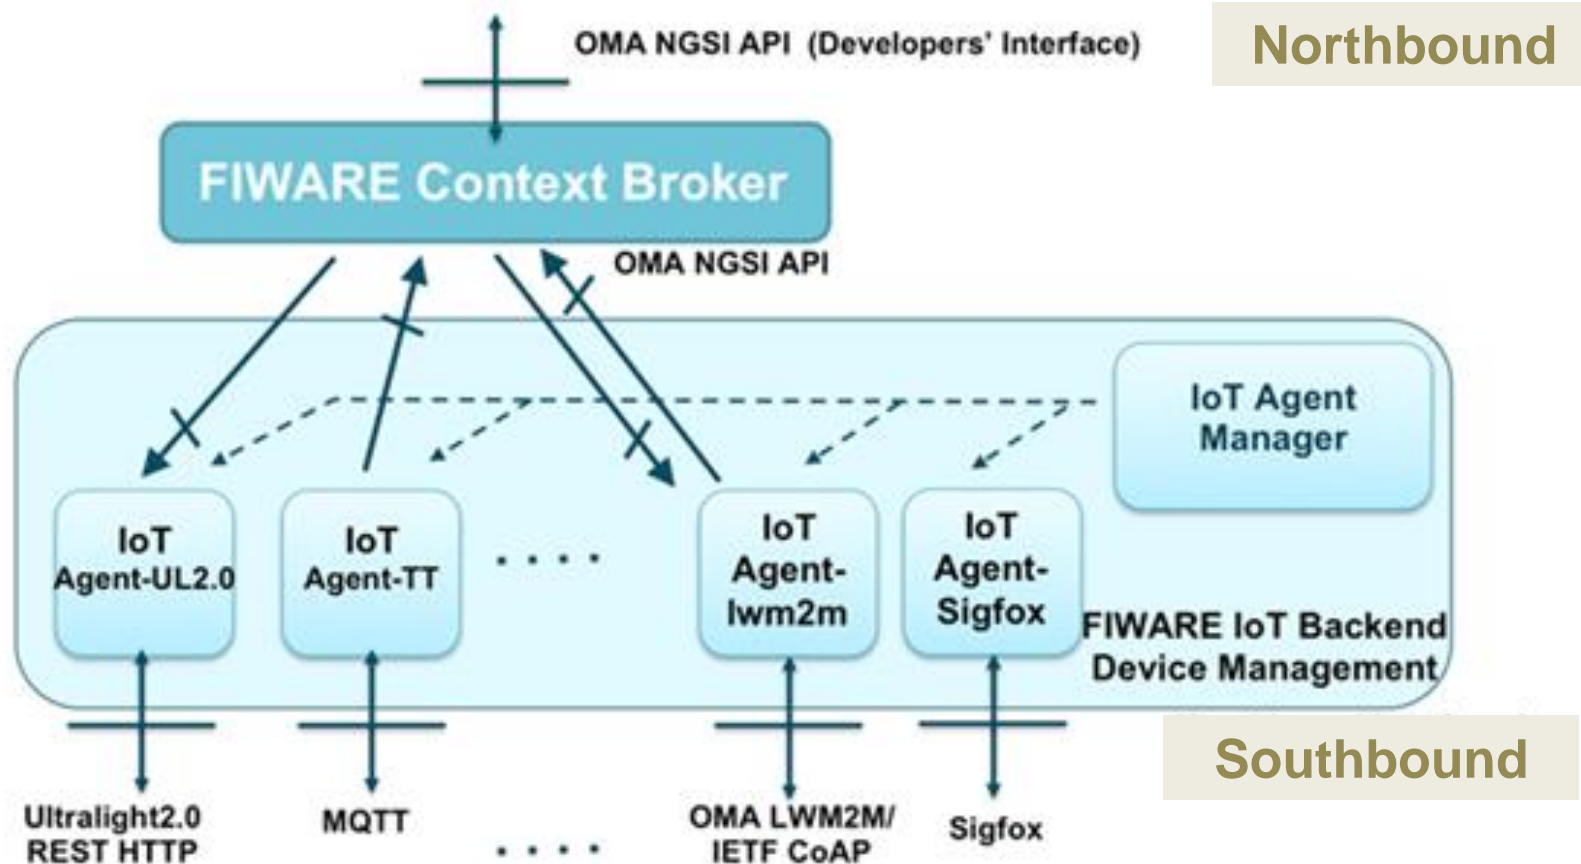 OMA NGSI API (Developers' Interface)
Northbound
FIWARE Context Broker
OMA NGSI API
IoT Agent
Manager
IoT
Agent-UL2.0
IoT
Agent-TT
. . . .
IoT
Agent-
lwm2m
IoT
Agent-
Sigfox
FIWARE IoT Backend
Device Management
Southbound
Ultralight2.0
REST HTTP
MQTT
. . . .
OMA LWM2M/
IETF CoAP
Sigfox